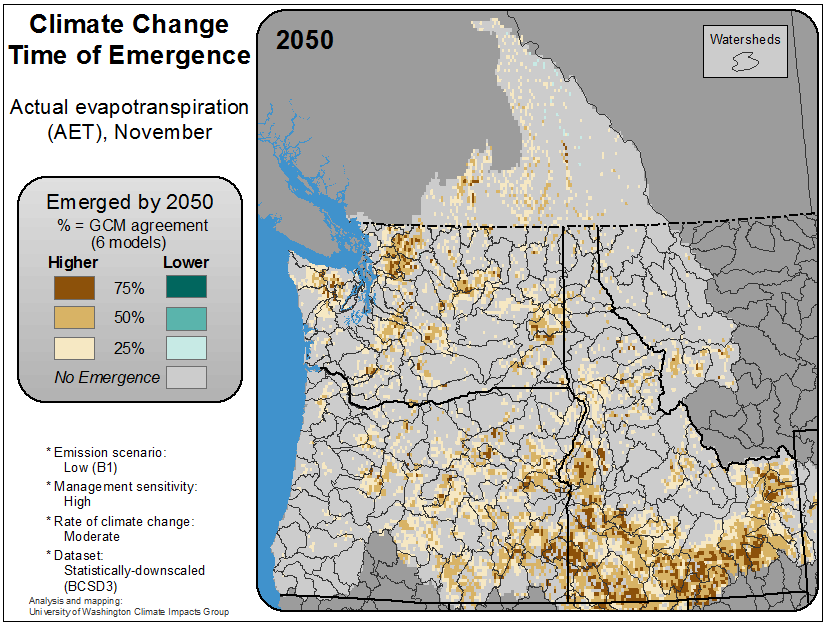 Climate Change
Time of Emergence
Actual evapotranspiration
(AET), November
Emerged by 2050
% = GCM agreement
(6 models)
Higher Lower
75%
50%
25%
No Emergence
* Emission scenario:
Low (B1)
* Management sensitivity:
High
* Rate of climate change:
Moderate
* Dataset:
Statistically-downscaled
(BCSD3)
Analysis and mapping:
University of Washington Climate Impacts Group
2050
Watersheds